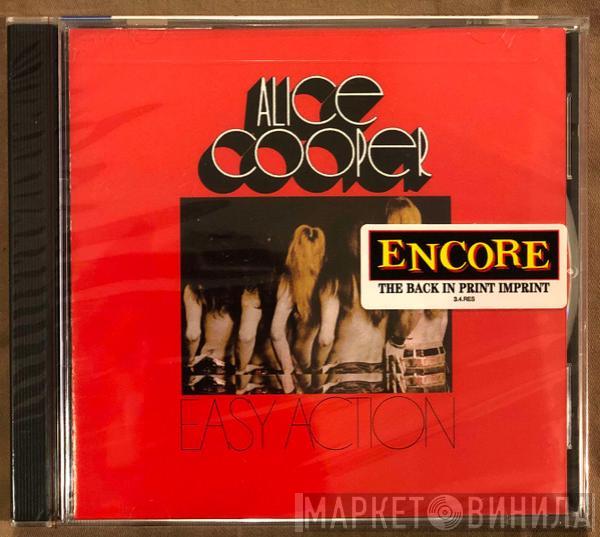 ALICE
COOPER
ENCORE
THE BACK IN PRINT IMPRINT
3.4.RES
EASY ACTION
МАРКЕТ ВИНИЛА